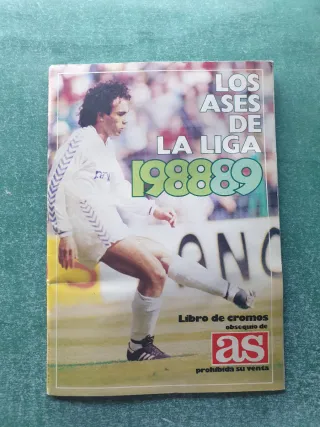 LOS
ASES
DE
LA LIGA
198889
Libro de cromos
obsequio de
as
prohibida su venta